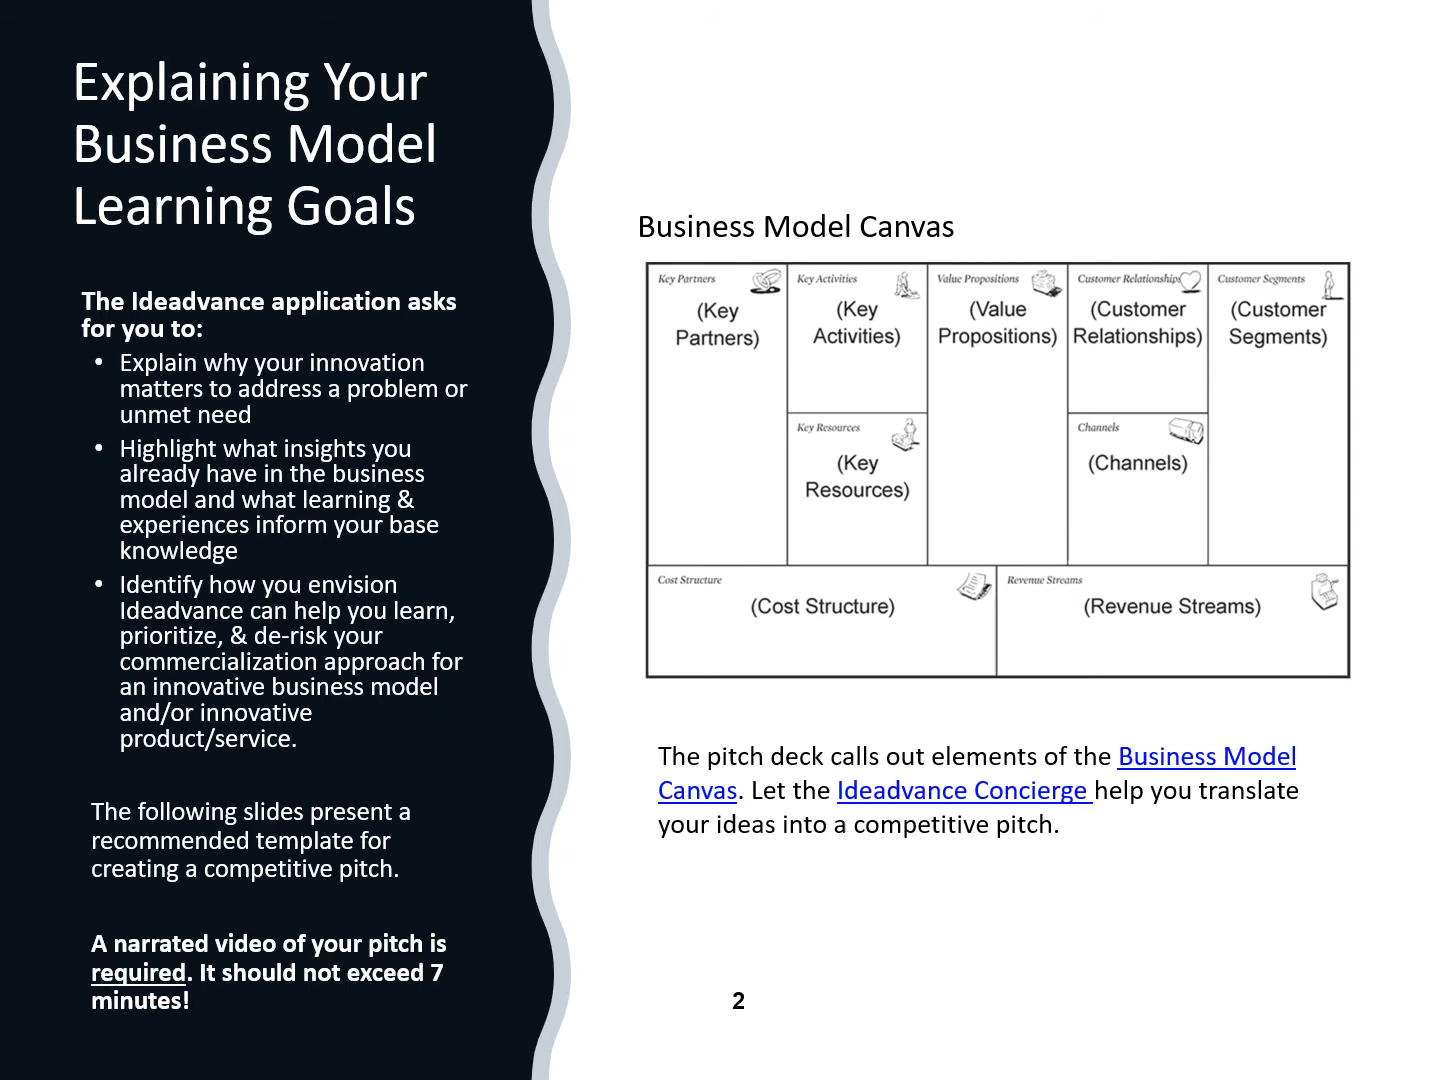 Explaining Your
Business Model
Learning Goals
The Ideadvance application asks
for you to:
• Explain why your innovation
matters to address a problem or
unmet need
• Highlight what insights you
already have in the business
model and what learning &
experiences inform your base
knowledge
• Identify how you envision
Ideadvance can help you learn,
prioritize, & de-risk your
commercialization approach for
an innovative business model
and/or innovative
product/service.
The following slides present a
recommended template for
creating a competitive pitch.
A narrated video of your pitch is
required. It should not exceed 7
minutes!
Business Model Canvas
Key Partners
(Key
Partners)
Key Activities
(Key
Activities)
Key Resources
(Key
Resources)
Value Propositions
(Value
Propositions)
Customer Relationships
(Customer
Relationships)
Channels
(Channels)
Customer Segments
(Customer
Segments)
Cost Structure
(Cost Structure)
Revenue Streams
(Revenue Streams)
The pitch deck calls out elements of the Business Model
Canvas. Let the Ideadvance Concierge help you translate
your ideas into a competitive pitch.
2